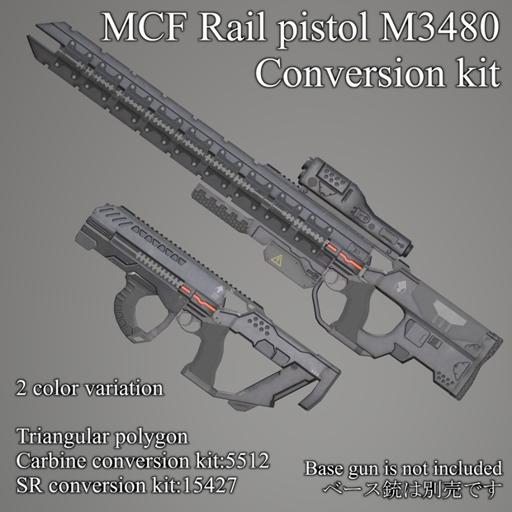 MCF Rail pistol M3480
Conversion kit
2 color variation
Triangular polygon
Carbine conversion kit:5512
SR conversion kit:15427
Base gun is not included
ベース銃は別売です